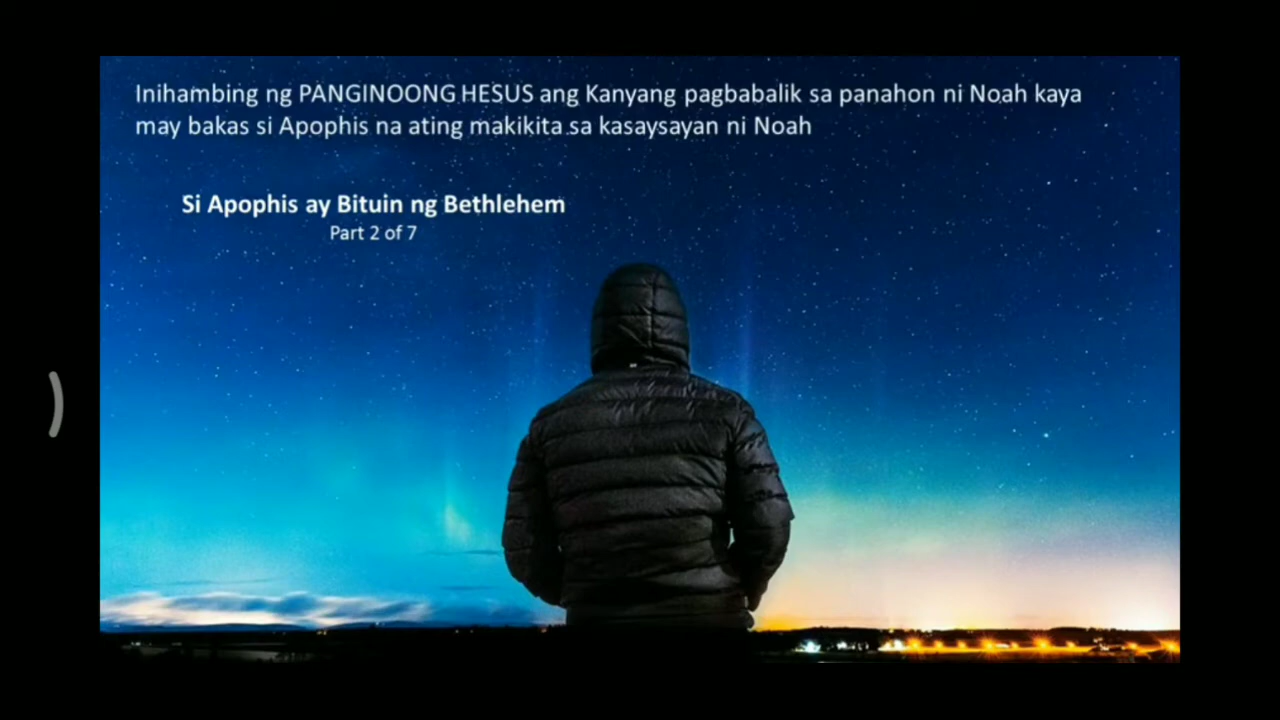 Inihambing ng PANGINOONG HESUS ang Kanyang pagbabalik sa panahon ni Noah kaya
may bakas si Apophis na ating makikita sa kasaysayan ni Noah
Si Apophis ay Bituin ng Bethlehem
Part 2 of 7